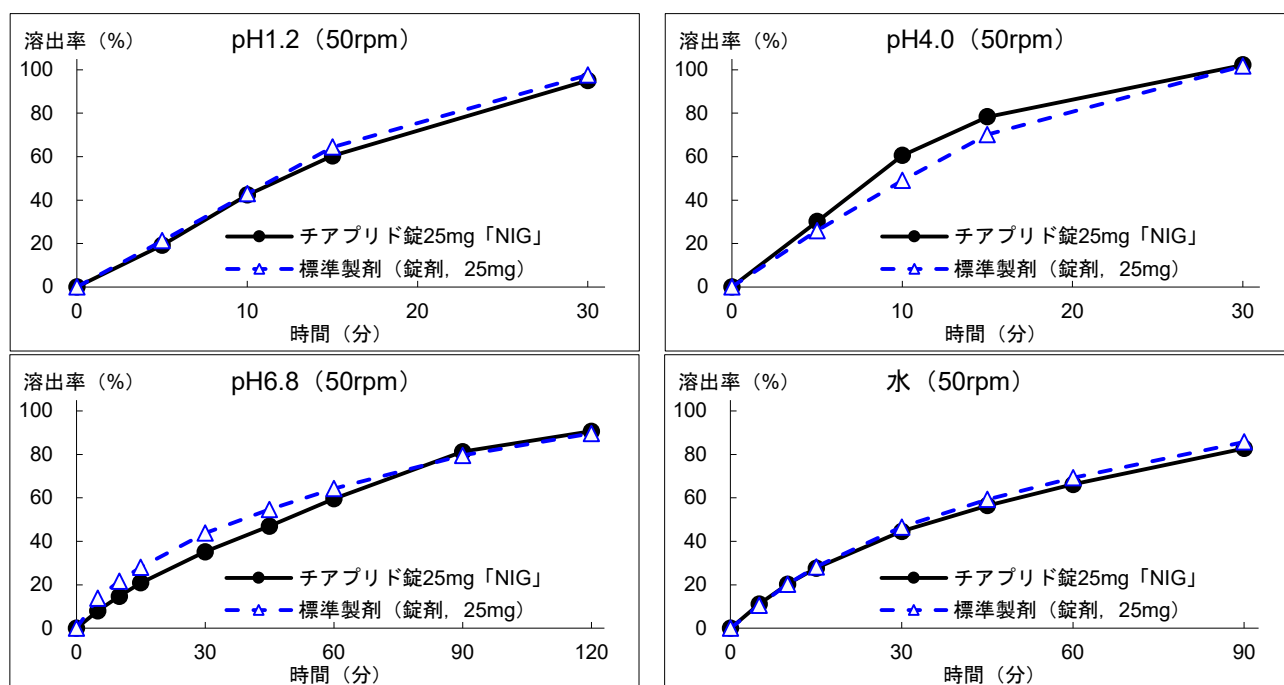 溶出率（%）
pH1.2（50rpm）
100
80
60
40
20
0
チアプリド錠25mg「NIG」
標準製剤（錠剤，25mg）
0 10 20 30
時間（分）
溶出率（%）
pH4.0（50rpm）
100
80
60
40
20
0
チアプリド錠25mg「NIG」
標準製剤（錠剤，25mg）
0 10 20 30
時間（分）
溶出率（%）
pH6.8（50rpm）
100
80
60
40
20
0
チアプリド錠25mg「NIG」
標準製剤（錠剤，25mg）
0 30 60 90 120
時間（分）
溶出率（%）
水（50rpm）
100
80
60
40
20
0
チアプリド錠25mg「NIG」
標準製剤（錠剤，25mg）
0 30 60 90
時間（分）